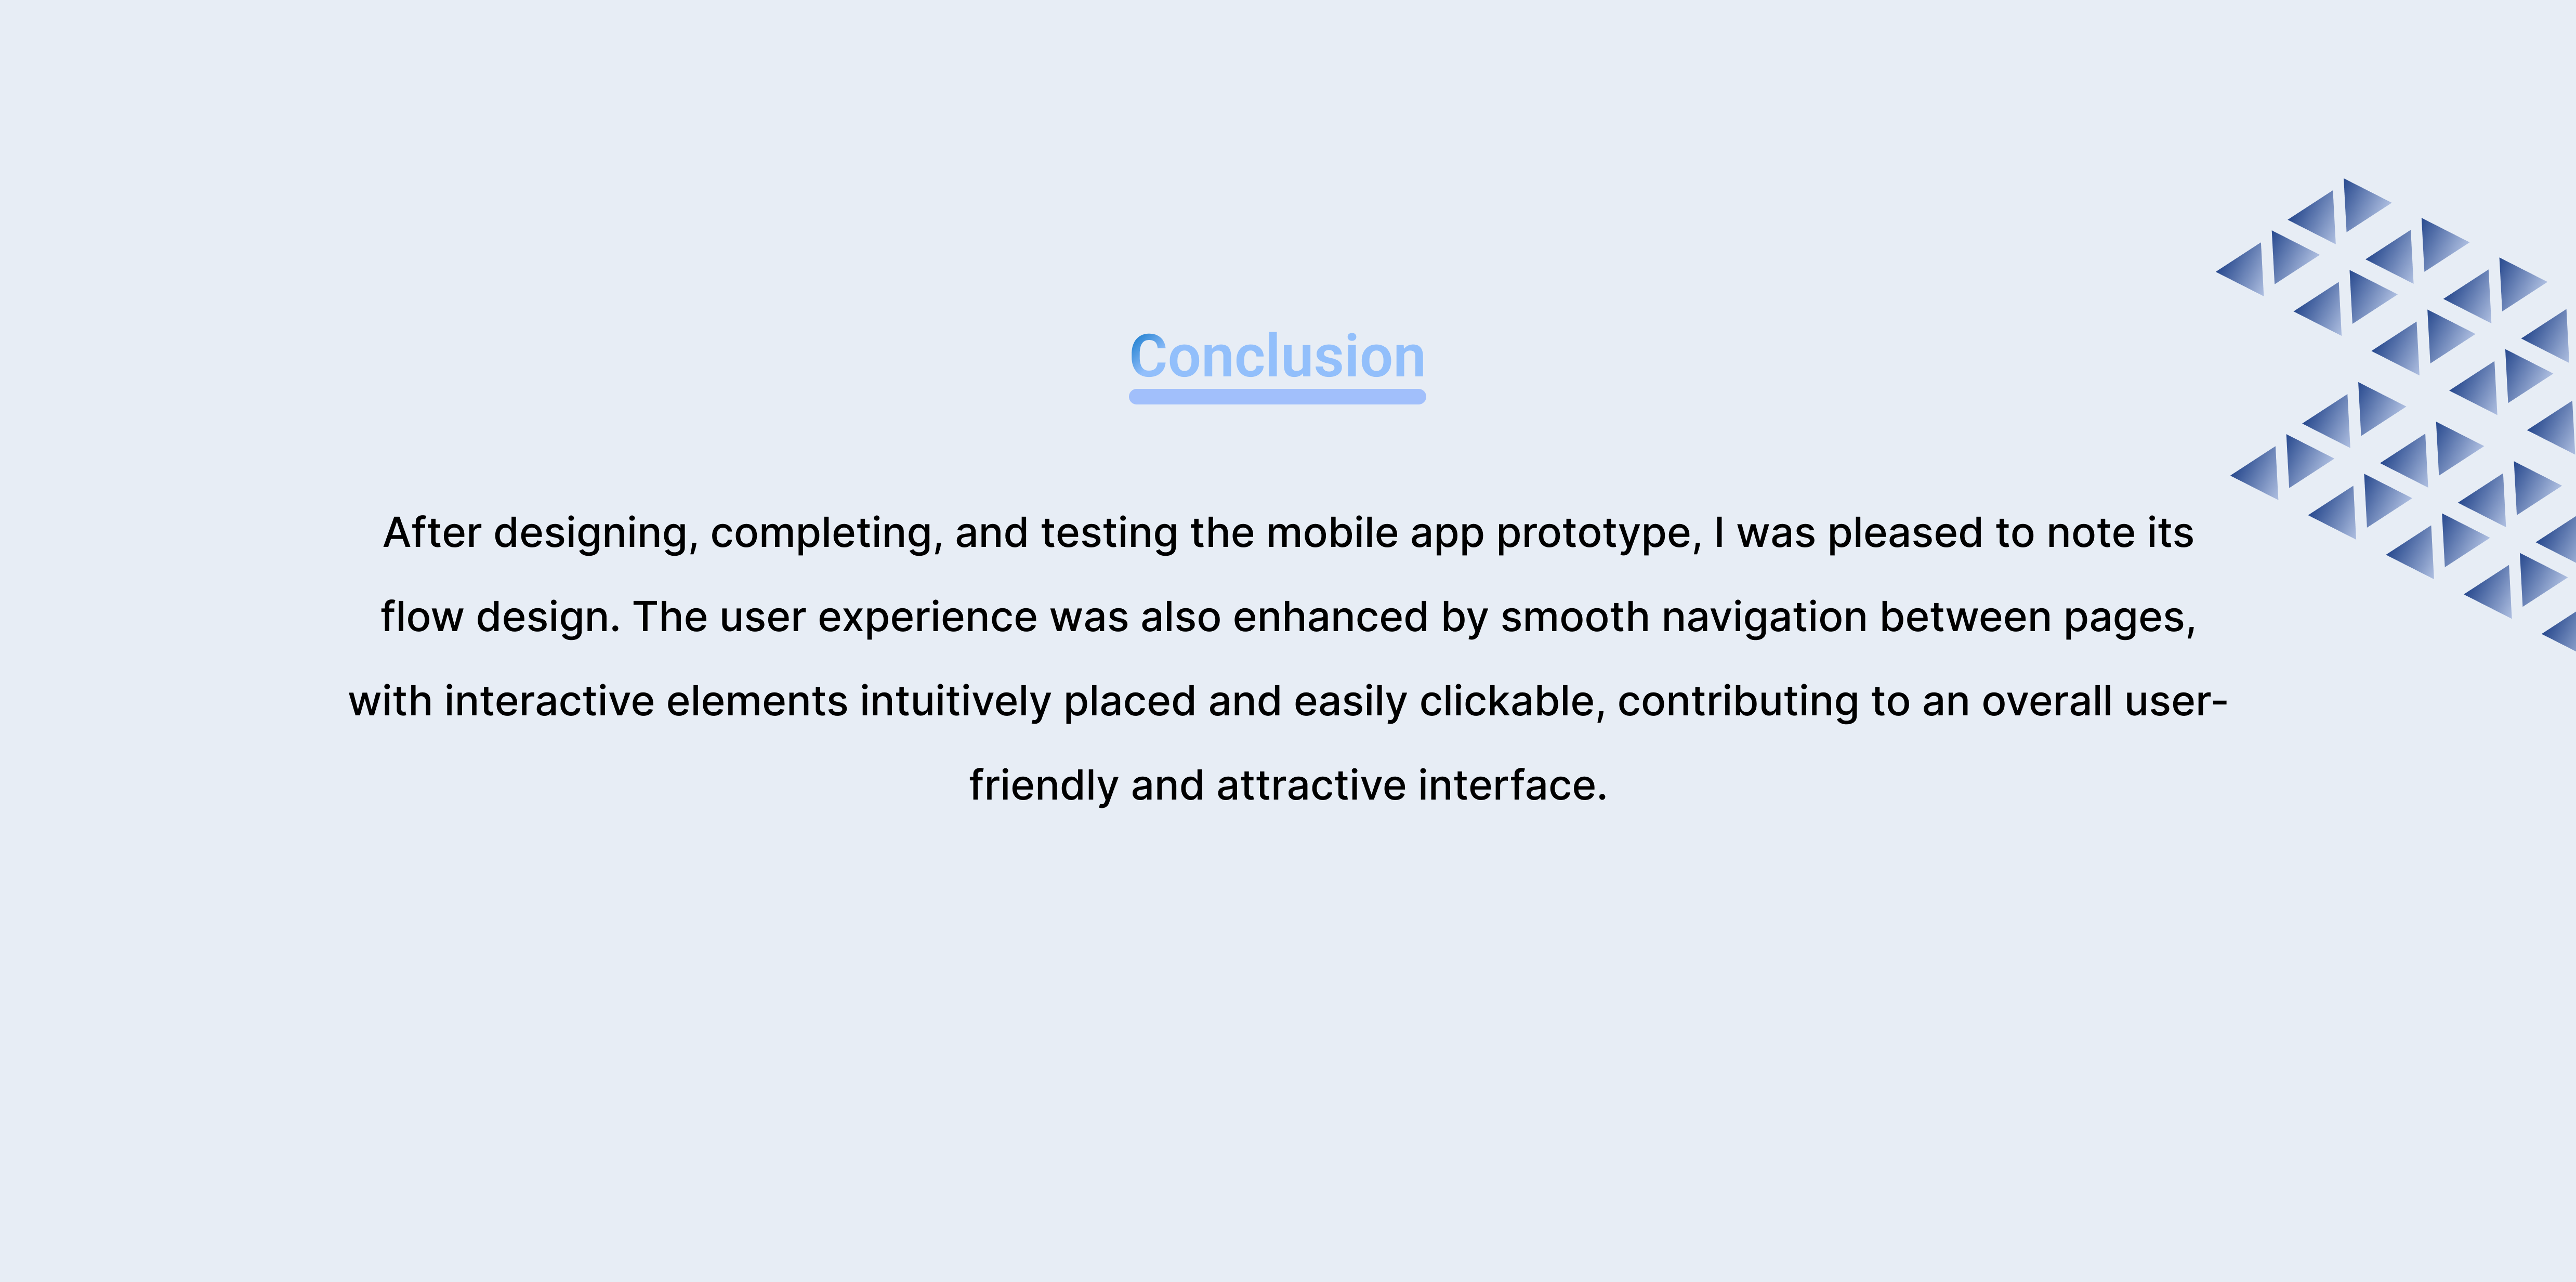 Conclusion
After designing, completing, and testing the mobile app prototype, I was pleased to note its
flow design. The user experience was also enhanced by smooth navigation between pages,
with interactive elements intuitively placed and easily clickable, contributing to an overall user-
friendly and attractive interface.